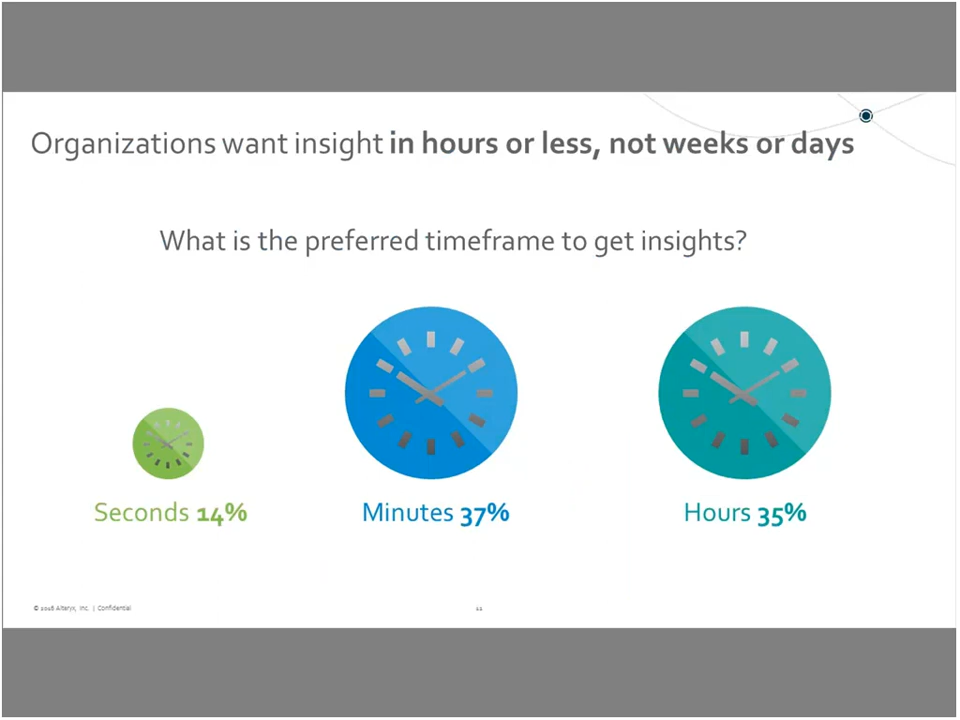 Organizations want insight in hours or less, not weeks or days
What is the preferred timeframe to get insights?
Seconds 14%
Minutes 37%
Hours 35%
© 2018 Alteryx, Inc. | Confidential